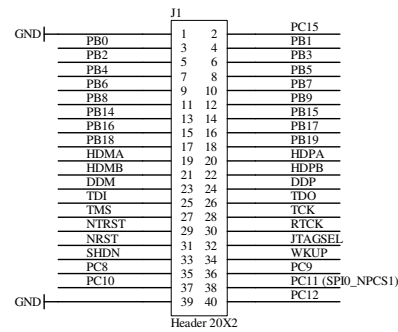 J1
GND 1 2 PC15
PB0 3 4 PB1
PB2 5 6 PB3
PB4 7 8 PB5
PB6 9 10 PB7
PB8 11 12 PB9
PB14 13 14 PB15
PB16 15 16 PB17
PB18 17 18 PB19
HDMA 19 20 HDPA
HDMB 21 22 HDPB
DDM 23 24 DDP
TDI 25 26 TDO
TMS 27 28 TCK
NTRST 29 30 RTCK
NRST 31 32 JTAGSEL
SHDN 33 34 WKUP
PC8 35 36 PC9
PC10 37 38 PC11 (SPI0_NPCS1)
GND 39 40 PC12
Header 20X2